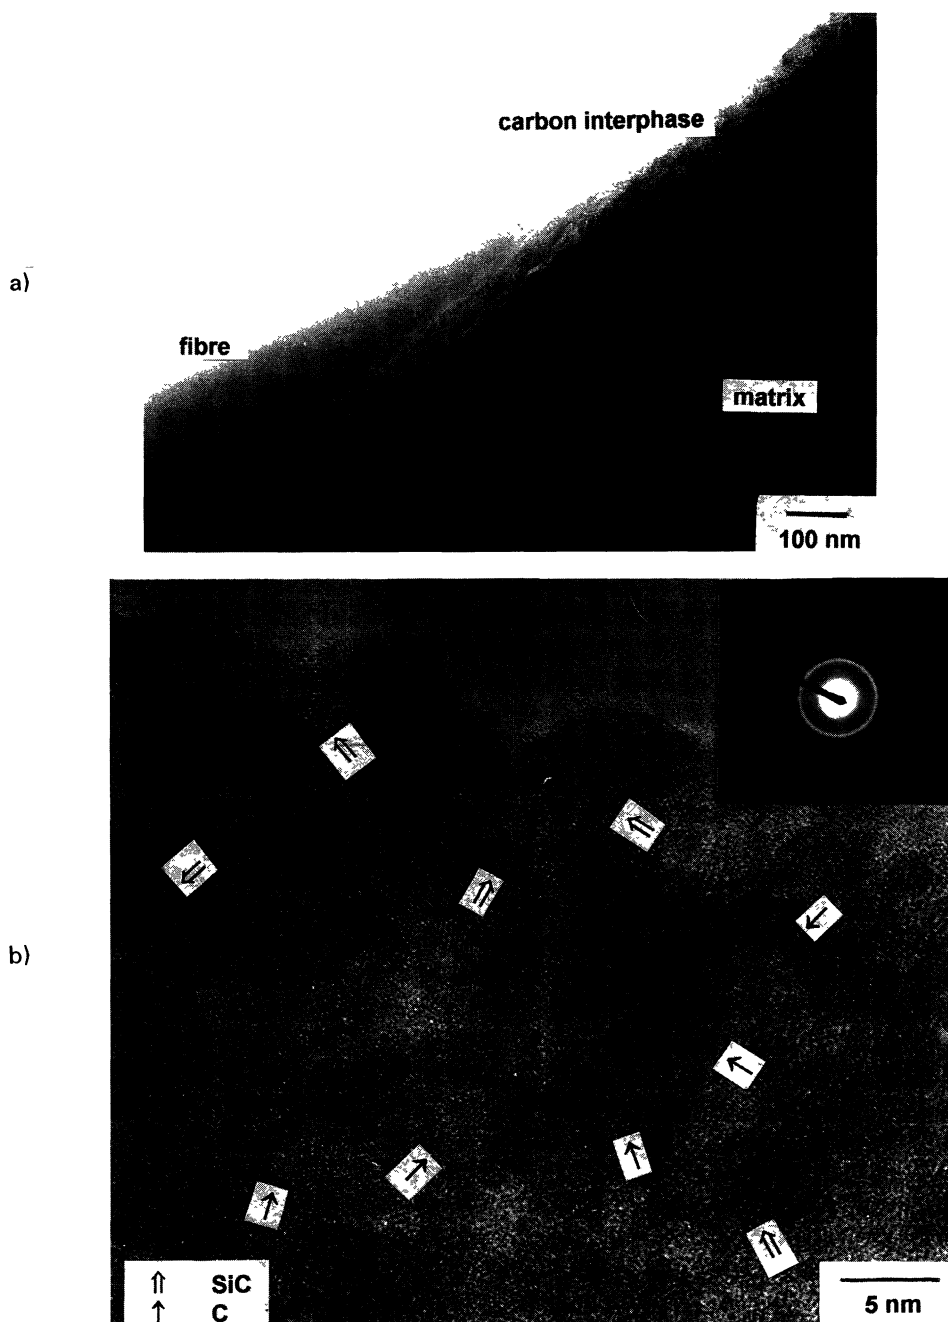 carbon interphase
a)
fibre
matrix
100 nm
b)
⇑ SiC
↑ C
5 nm